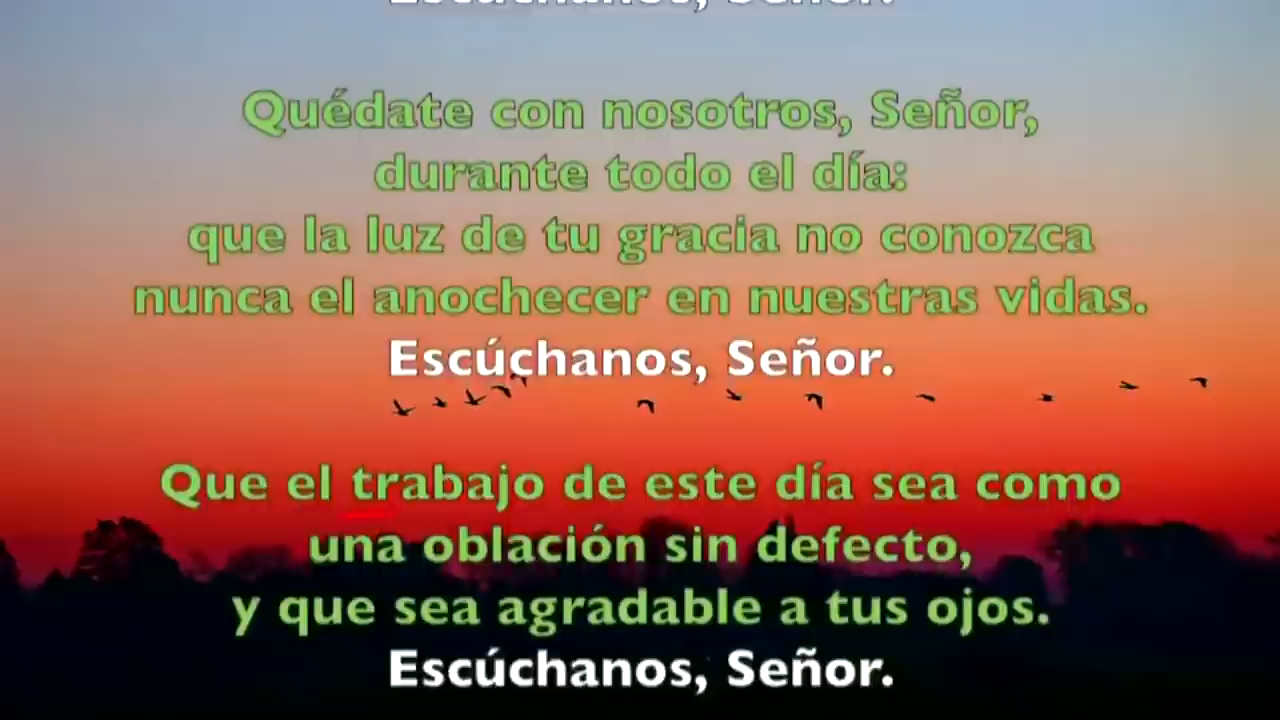 Escúchanos, Señor.
Quédate con nosotros, Señor,
durante todo el día:
que la luz de tu gracia no conozca
nunca el anochecer en nuestras vidas.
Escúchanos, Señor.
Que el trabajo de este día sea como
una oblación sin defecto,
y que sea agradable a tus ojos.
Escúchanos, Señor.